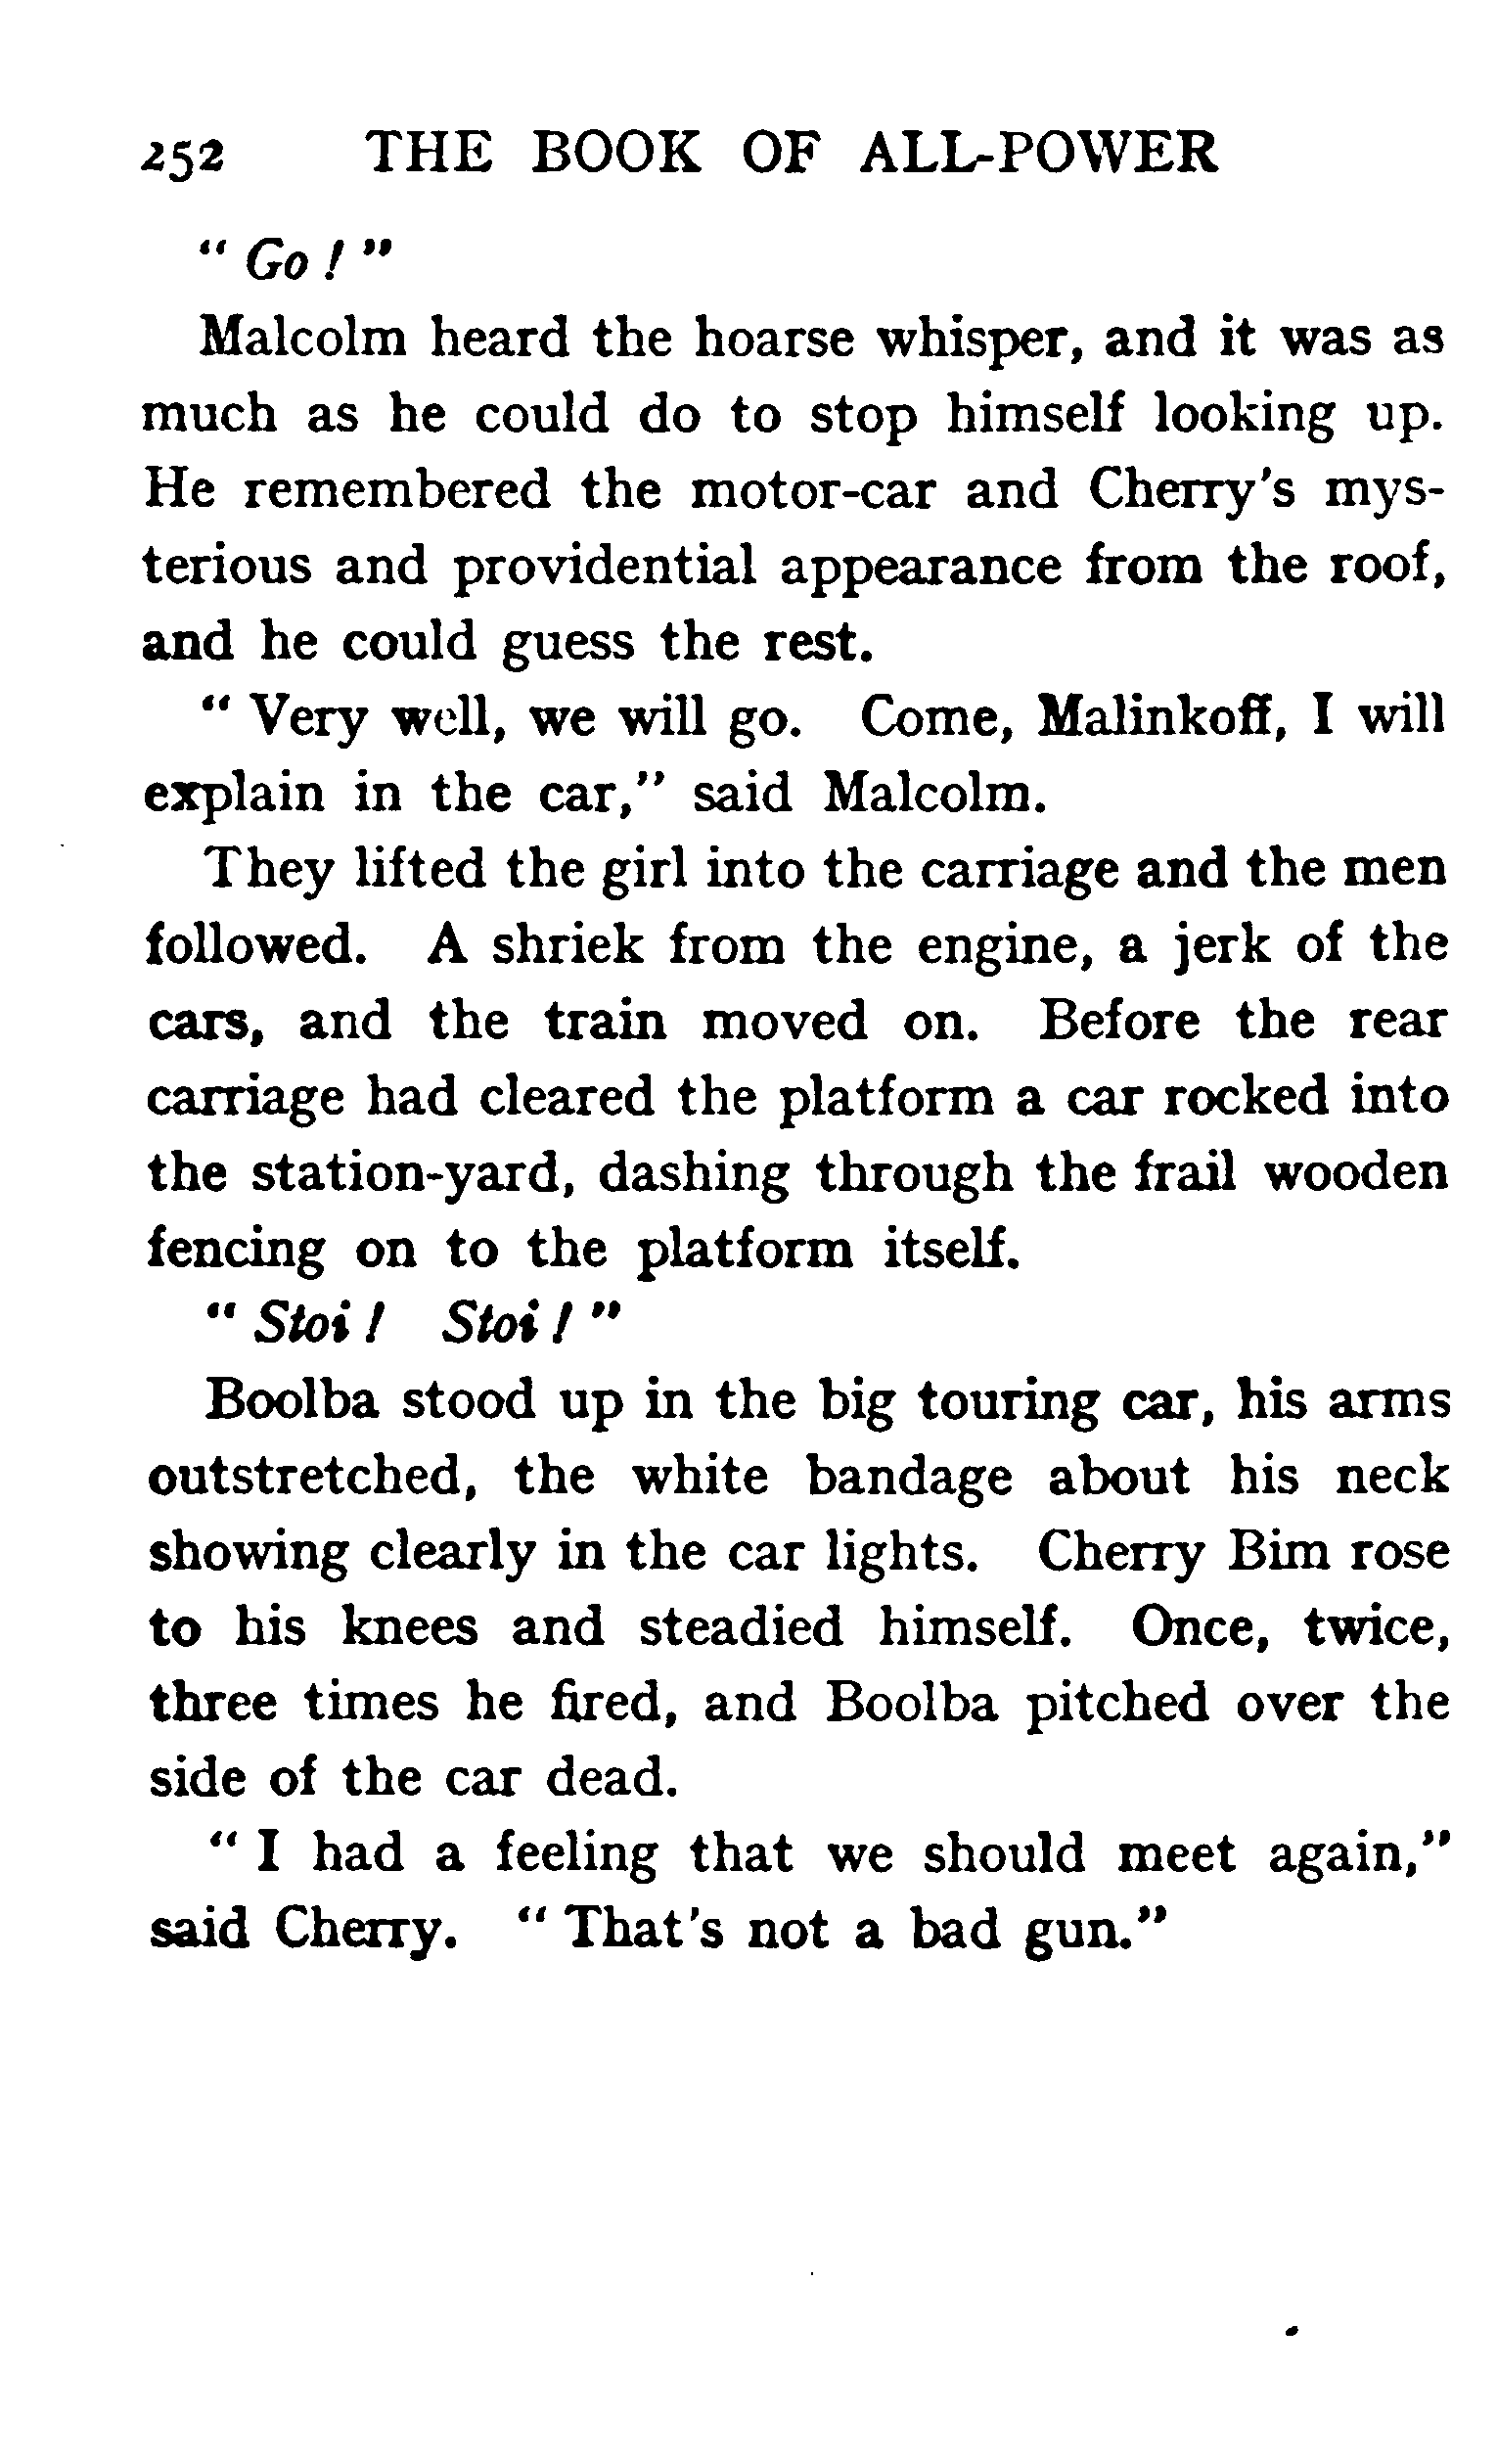 252 THE BOOK OF ALL-POWER
" Go ! "
Malcolm heard the hoarse whisper, and it was as
much as he could do to stop himself looking up.
He remembered the motor-car and Cherry's mys-
terious and providential appearance from the roof,
and he could guess the rest.
" Very well, we will go. Come, Malinkoff, I will
explain in the car," said Malcolm.
They lifted the girl into the carriage and the men
followed. A shriek from the engine, a jerk of the
cars, and the train moved on. Before the rear
carriage had cleared the platform a car rocked into
the station-yard, dashing through the frail wooden
fencing on to the platform itself.
" Stoi ! Stoi ! "
Boolba stood up in the big touring car, his arms
outstretched, the white bandage about his neck
showing clearly in the car lights. Cherry Bim rose
to his knees and steadied himself. Once, twice,
three times he fired, and Boolba pitched over the
side of the car dead.
" I had a feeling that we should meet again,"
said Cherry. " That's not a bad gun."